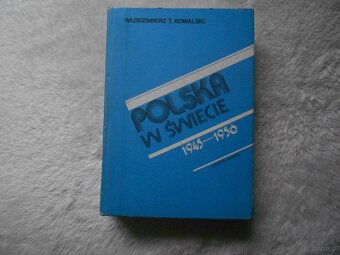 WŁODZIMIERZ T. KOWALSKI
POLSKA
W ŚWIECIE
1945—1956